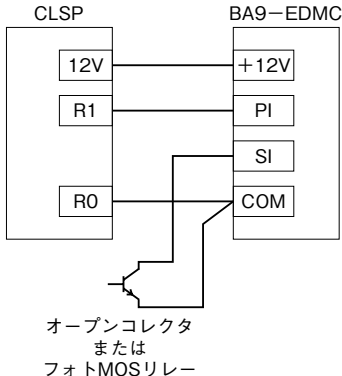 CLSP
BA9－EDMC
12V
＋12V
R1
PI
SI
R0
COM
オープンコレクタ
または
フォトMOSリレー